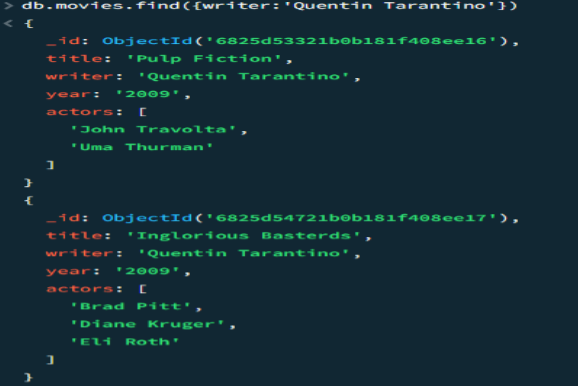 > db.movies.find({writer:'Quentin Tarantino'})
< {
_id: ObjectId('6825d53321b0b181f408ee16'),
title: 'Pulp Fiction',
writer: 'Quentin Tarantino',
year: '2009',
actors: [
'John Travolta',
'Uma Thurman'
]
}
{
_id: ObjectId('6825d54721b0b181f408ee17'),
title: 'Inglorious Basterds',
writer: 'Quentin Tarantino',
year: '2009',
actors: [
'Brad Pitt',
'Diane Kruger',
'Eli Roth'
]
}